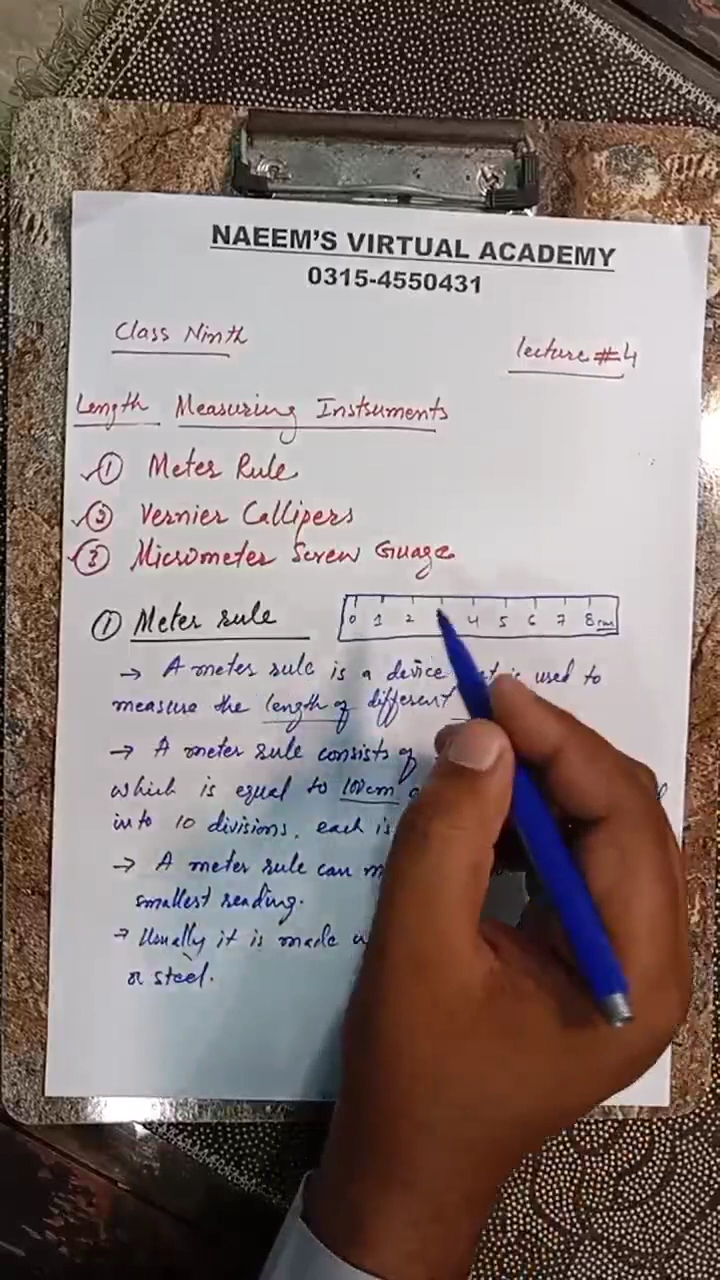 NAEEM'S VIRTUAL ACADEMY
0315-4550431
Class Ninth
lecture #4
Length Measuring Instuments
① Meter Rule
② Vernier Callipers
③ Micrometer Screw Guage
① Meter rule
0 1 2 4 5 6 7 8 cm
→ A meter rule is a device is used to
measure the length of different
→ A meter rule consists of
which is equal to 100cm
into 10 divisions, each is
→ A meter rule can
smallest reading.
→ Usually it is made
or steel.